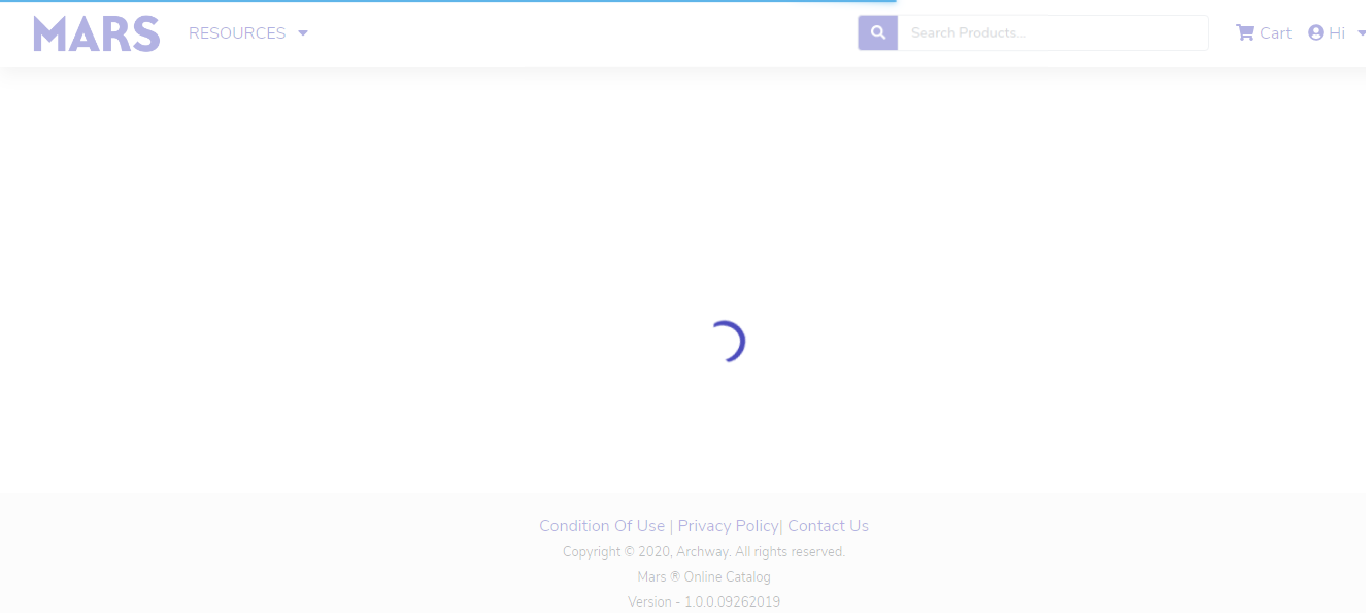 MARS RESOURCES Search Products... Cart Hi
Condition Of Use | Privacy Policy| Contact Us
Copyright © 2020, Archway. All rights reserved.
Mars ® Online Catalog
Version - 1.0.0.09262019